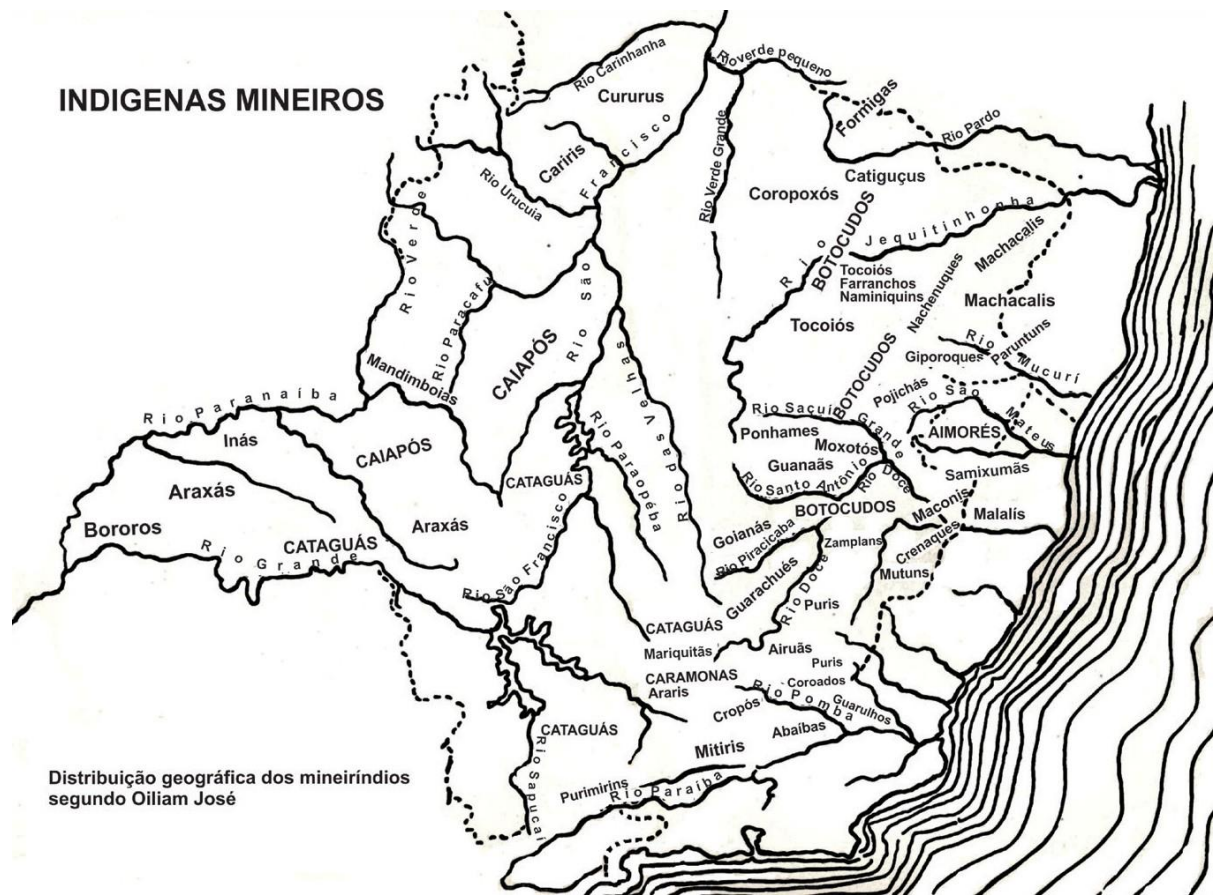 INDIGENAS MINEIROS
Rio Carinhanha
Cururus
Rio verde pequeno
Formigas
Rio Pardo
Cariris
Rio São Francisco
Rio Verde Grande
Rio Urucuia
Coropoxós
Catiguçus
Rio Jequitinhonha
BOTOCUDOS
Machacalis
Rio Verde
Tocoiós
Farranchos
Naminiquins
Nachenuques
Machacalis
Rio Paracafu
CAIAPÓS
Tocoiós
Mandimboias
Rio das Velhas
BOTOCUDOS
Giporoques
Paruntuns
Rio Mucurí
Pojichás
Rio São Mateus
Rio Paranaíba
Inás
CAIAPÓS
Rio Paraopéba
Rio Saçuí Grande
Ponhames
Moxotós
AIMORÉS
Guanaãs
Samixumãs
Araxás
CATAGUÁS
Rio Santo Antônio
Rio Doce
Bororos
Araxás
Rio São Francisco
BOTOCUDOS
Maconis
Malalís
Goianás
Rio Piracicaba
Zamplans
Crenaques
CATAGUÁS
Rio Grande
Mutuns
Guarachués
Rio Doce
Puris
CATAGUÁS
Mariquitãs
Airuãs
Puris
CARAMONAS
Araris
Coroados
Rio Pomba
Guarulhos
Cropós
Abaíbas
CATAGUÁS
Mitiris
Rio Sapucai
Purimirins
Rio Paraíba
Distribuição geográfica dos mineiríndios
segundo Oiliam José